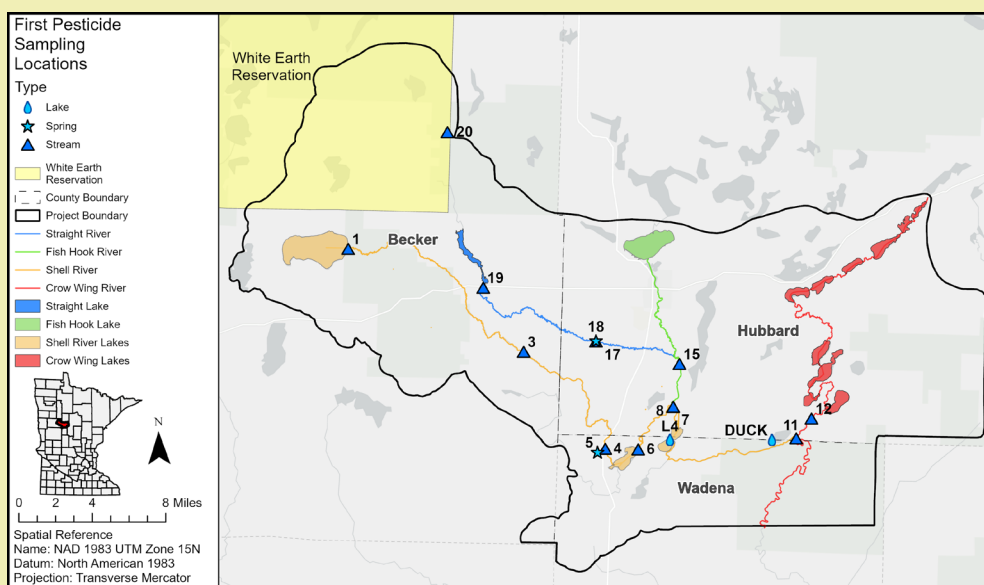 First Pesticide
Sampling
Locations
Type
Lake
Spring
Stream
White Earth
Reservation
County Boundary
Project Boundary
Straight River
Fish Hook River
Shell River
Crow Wing River
Straight Lake
Fish Hook Lake
Shell River Lakes
Crow Wing Lakes
N
0 2 4 8 Miles
Spatial Reference
Name: NAD 1983 UTM Zone 15N
Datum: North American 1983
Projection: Transverse Mercator
White Earth
Reservation
20
1
Becker
19
18
17
3
15
Hubbard
8
7
12
L4
DUCK
11
5
4
6
Wadena